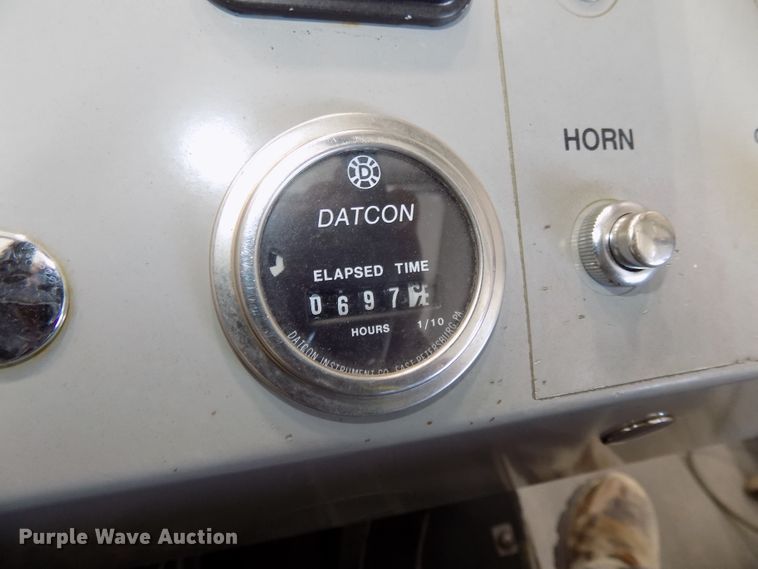 HORN
D
DATCON
ELAPSED TIME
0697
HOURS 1/10
DATCON INSTRUMENT CO. EAST PETERSBURG, PA
Purple Wave Auction